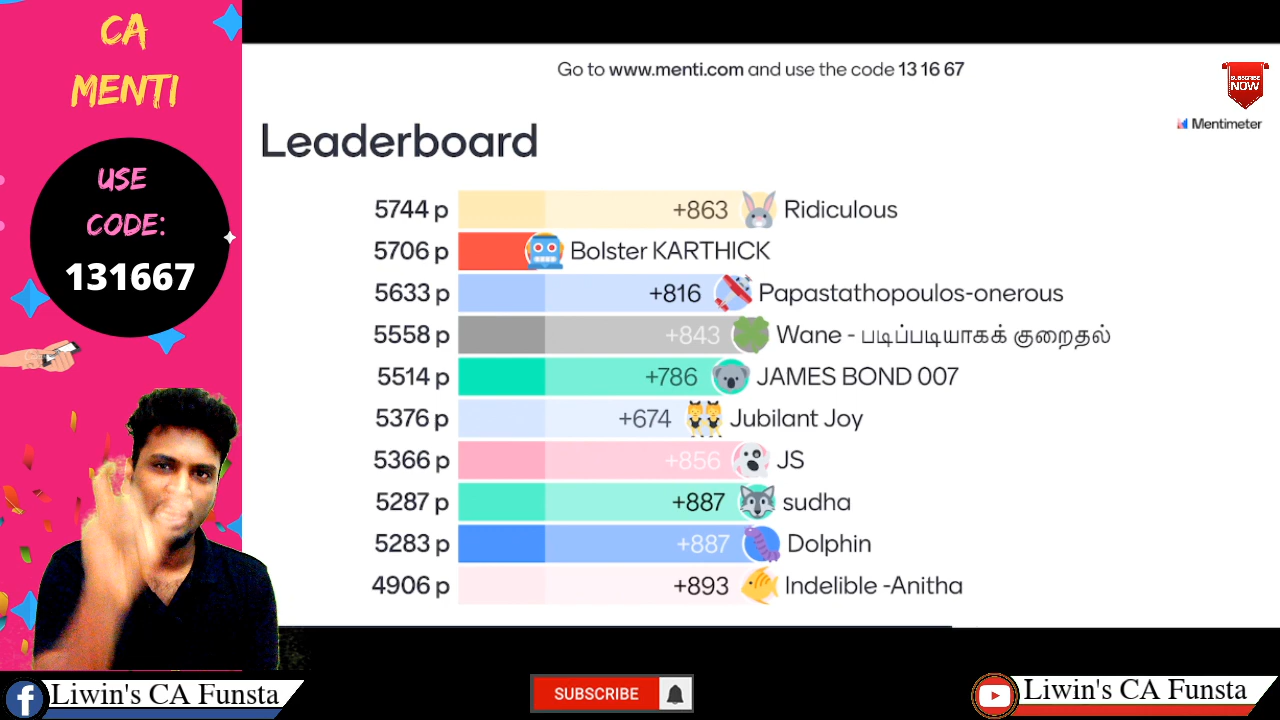 CA
MENTI
USE
CODE:
131667
Go to www.menti.com and use the code 13 16 67
SUBSCRIBE
NOW
Mentimeter
Leaderboard
5744 p +863 Ridiculous
5706 p Bolster KARTHICK
5633 p +816 Papastathopoulos-onerous
5558 p +843 Wane - படிப்படியாகக் குறைதல்
5514 p +786 JAMES BOND 007
5376 p +674 Jubilant Joy
5366 p +856 JS
5287 p +887 sudha
5283 p +887 Dolphin
4906 p +893 Indelible -Anitha
Liwin's CA Funsta
SUBSCRIBE
Liwin's CA Funsta